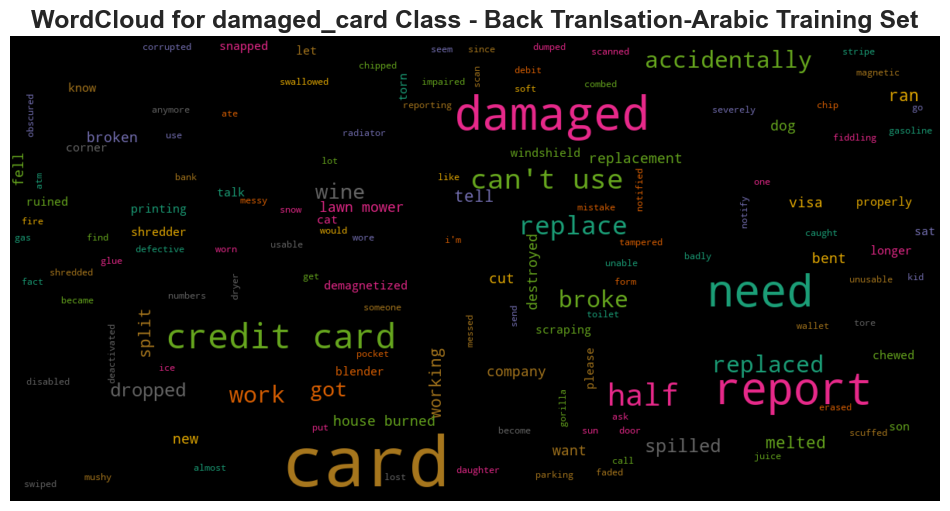 WordCloud for damaged_card Class - Back Tranlsation-Arabic Training Set
corrupted snapped let seem since dumped scanned accidentally stripe
know swallowed chipped torn impaired scan debit soft combed magnetic
obscured anymore ate reporting damaged severely chip ran go
broken use radiator dog fiddling gasoline
corner lot windshield replacement
fell atm bank talk messy wine like can't use notified one
ruined printing snow lawn mower tell mistake notify visa properly
fire shredder cat would wore replace caught sat
gas find defective worn usable i'm tampered badly bent longer
glue shredded dryer get demagnetized cut destroyed unable form need unusable kid
fact became numbers someone send broke toilet
split credit card messed scraping wallet tore
deactivated pocket replaced chewed
disabled ice blender working company please
dropped work got half report erased
put house burned become gorilla ask sun door scuffed son
new card want spilled melted
almost daughter call juice
swiped mushy lost parking faded